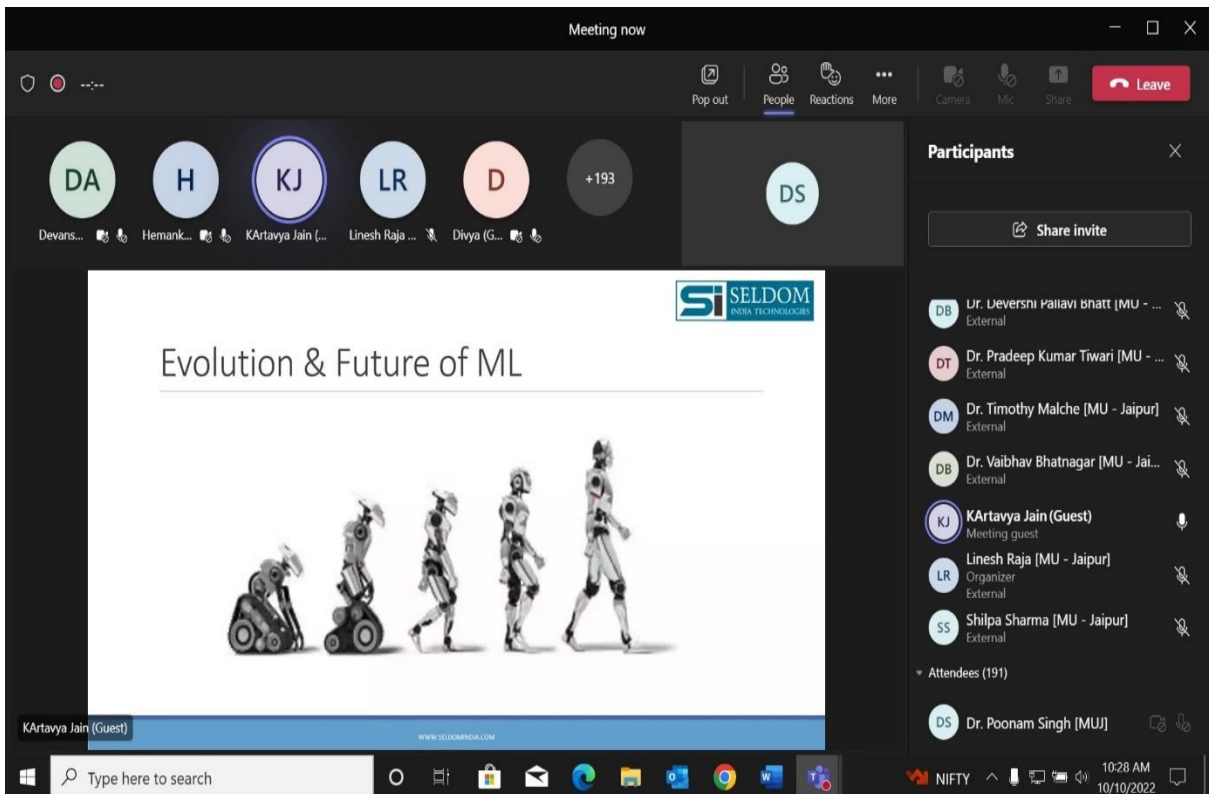 Meeting now
--:--
Pop out
People
Reactions
More
Camera
Mic
Share
Leave
DA
H
KJ
LR
D
+193
DS
Devans...
Hemank...
KArtavya Jain (...
Linesh Raja ...
Divya (G...
Si SELDOM
INDIA TECHNOLOGIES
Evolution & Future of ML
KArtavya Jain (Guest)
WWW.SELDOMINDIA.COM
Participants
Share invite
DB
Dr. Devershi Pallavi Bhatt [MU - ...
External
DT
Dr. Pradeep Kumar Tiwari [MU - ...
External
DM
Dr. Timothy Malche [MU - Jaipur]
External
DB
Dr. Vaibhav Bhatnagar [MU - Jai...
External
KJ
KArtavya Jain (Guest)
Meeting guest
LR
Linesh Raja [MU - Jaipur]
Organizer
External
SS
Shilpa Sharma [MU - Jaipur]
External
Attendees (191)
DS
Dr. Poonam Singh [MUJ]
Type here to search
NIFTY
10:28 AM
10/10/2022